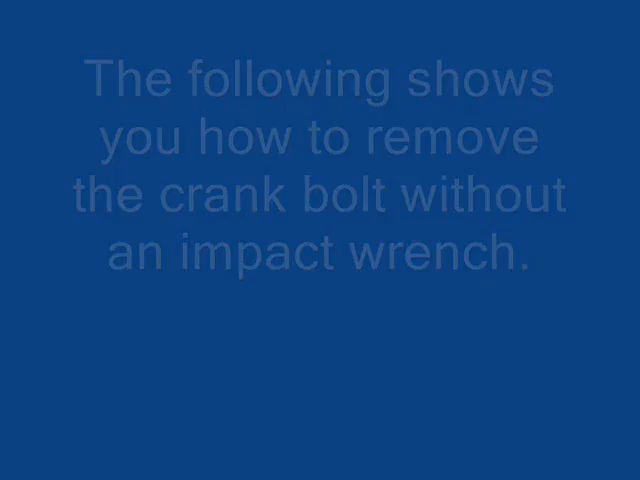 The following shows
you how to remove
the crank bolt without
an impact wrench.